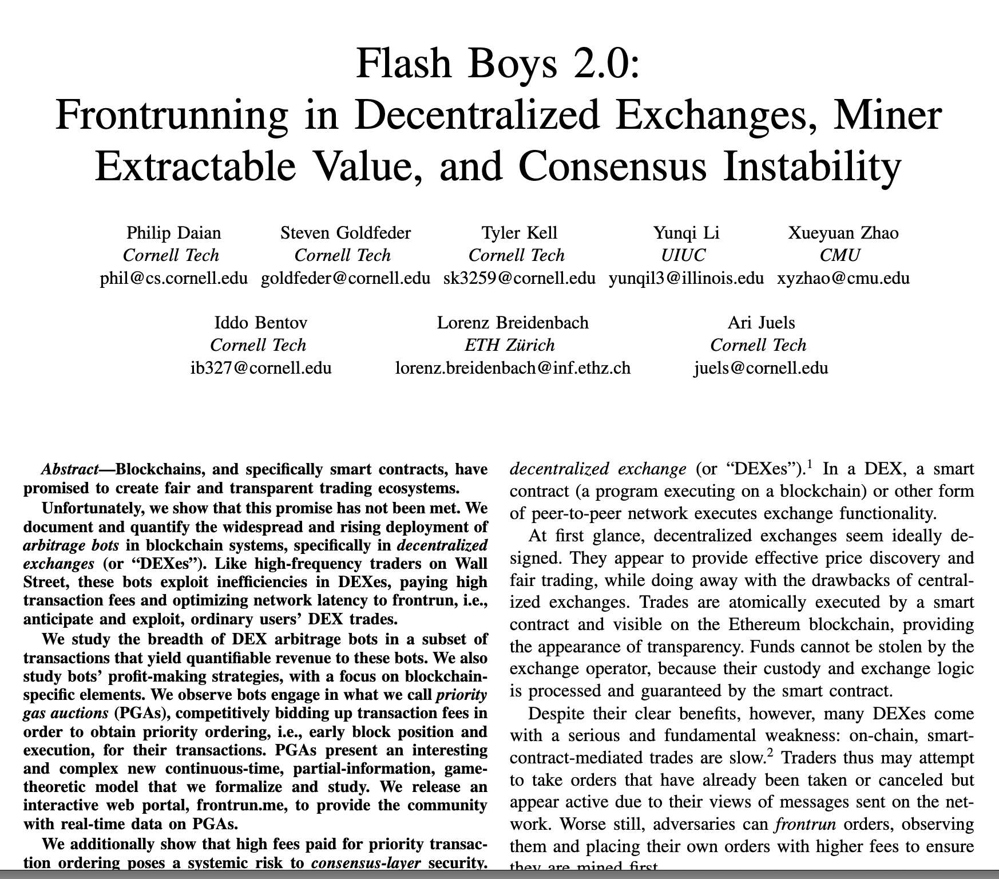 Flash Boys 2.0:
Frontrunning in Decentralized Exchanges, Miner
Extractable Value, and Consensus Instability
Philip Daian
Cornell Tech
phil@cs.cornell.edu
Steven Goldfeder
Cornell Tech
goldfeder@cornell.edu
Tyler Kell
Cornell Tech
sk3259@cornell.edu
Yunqi Li
UIUC
yunqil3@illinois.edu
Xueyuan Zhao
CMU
xyzhao@cmu.edu
Iddo Bentov
Cornell Tech
ib327@cornell.edu
Lorenz Breidenbach
ETH Zürich
lorenz.breidenbach@inf.ethz.ch
Ari Juels
Cornell Tech
juels@cornell.edu
Abstract—Blockchains, and specifically smart contracts, have
promised to create fair and transparent trading ecosystems.
Unfortunately, we show that this promise has not been met. We
document and quantify the widespread and rising deployment of
arbitrage bots in blockchain systems, specifically in decentralized
exchanges (or “DEXes”). Like high-frequency traders on Wall
Street, these bots exploit inefficiencies in DEXes, paying high
transaction fees and optimizing network latency to frontrun, i.e.,
anticipate and exploit, ordinary users’ DEX trades.
We study the breadth of DEX arbitrage bots in a subset of
transactions that yield quantifiable revenue to these bots. We also
study bots’ profit-making strategies, with a focus on blockchain-
specific elements. We observe bots engage in what we call priority
gas auctions (PGAs), competitively bidding up transaction fees in
order to obtain priority ordering, i.e., early block position and
execution, for their transactions. PGAs present an interesting
and complex new continuous-time, partial-information, game-
theoretic model that we formalize and study. We release an
interactive web portal, frontrun.me, to provide the community
with real-time data on PGAs.
We additionally show that high fees paid for priority transac-
tion ordering poses a systemic risk to consensus-layer security.
decentralized exchange (or “DEXes”).1 In a DEX, a smart
contract (a program executing on a blockchain) or other form
of peer-to-peer network executes exchange functionality.
At first glance, decentralized exchanges seem ideally de-
signed. They appear to provide effective price discovery and
fair trading, while doing away with the drawbacks of central-
ized exchanges. Trades are atomically executed by a smart
contract and visible on the Ethereum blockchain, providing
the appearance of transparency. Funds cannot be stolen by the
exchange operator, because their custody and exchange logic
is processed and guaranteed by the smart contract.
Despite their clear benefits, however, many DEXes come
with a serious and fundamental weakness: on-chain, smart-
contract-mediated trades are slow.2 Traders thus may attempt
to take orders that have already been taken or canceled but
appear active due to their views of messages sent on the net-
work. Worse still, adversaries can frontrun orders, observing
them and placing their own orders with higher fees to ensure
they are mined first.